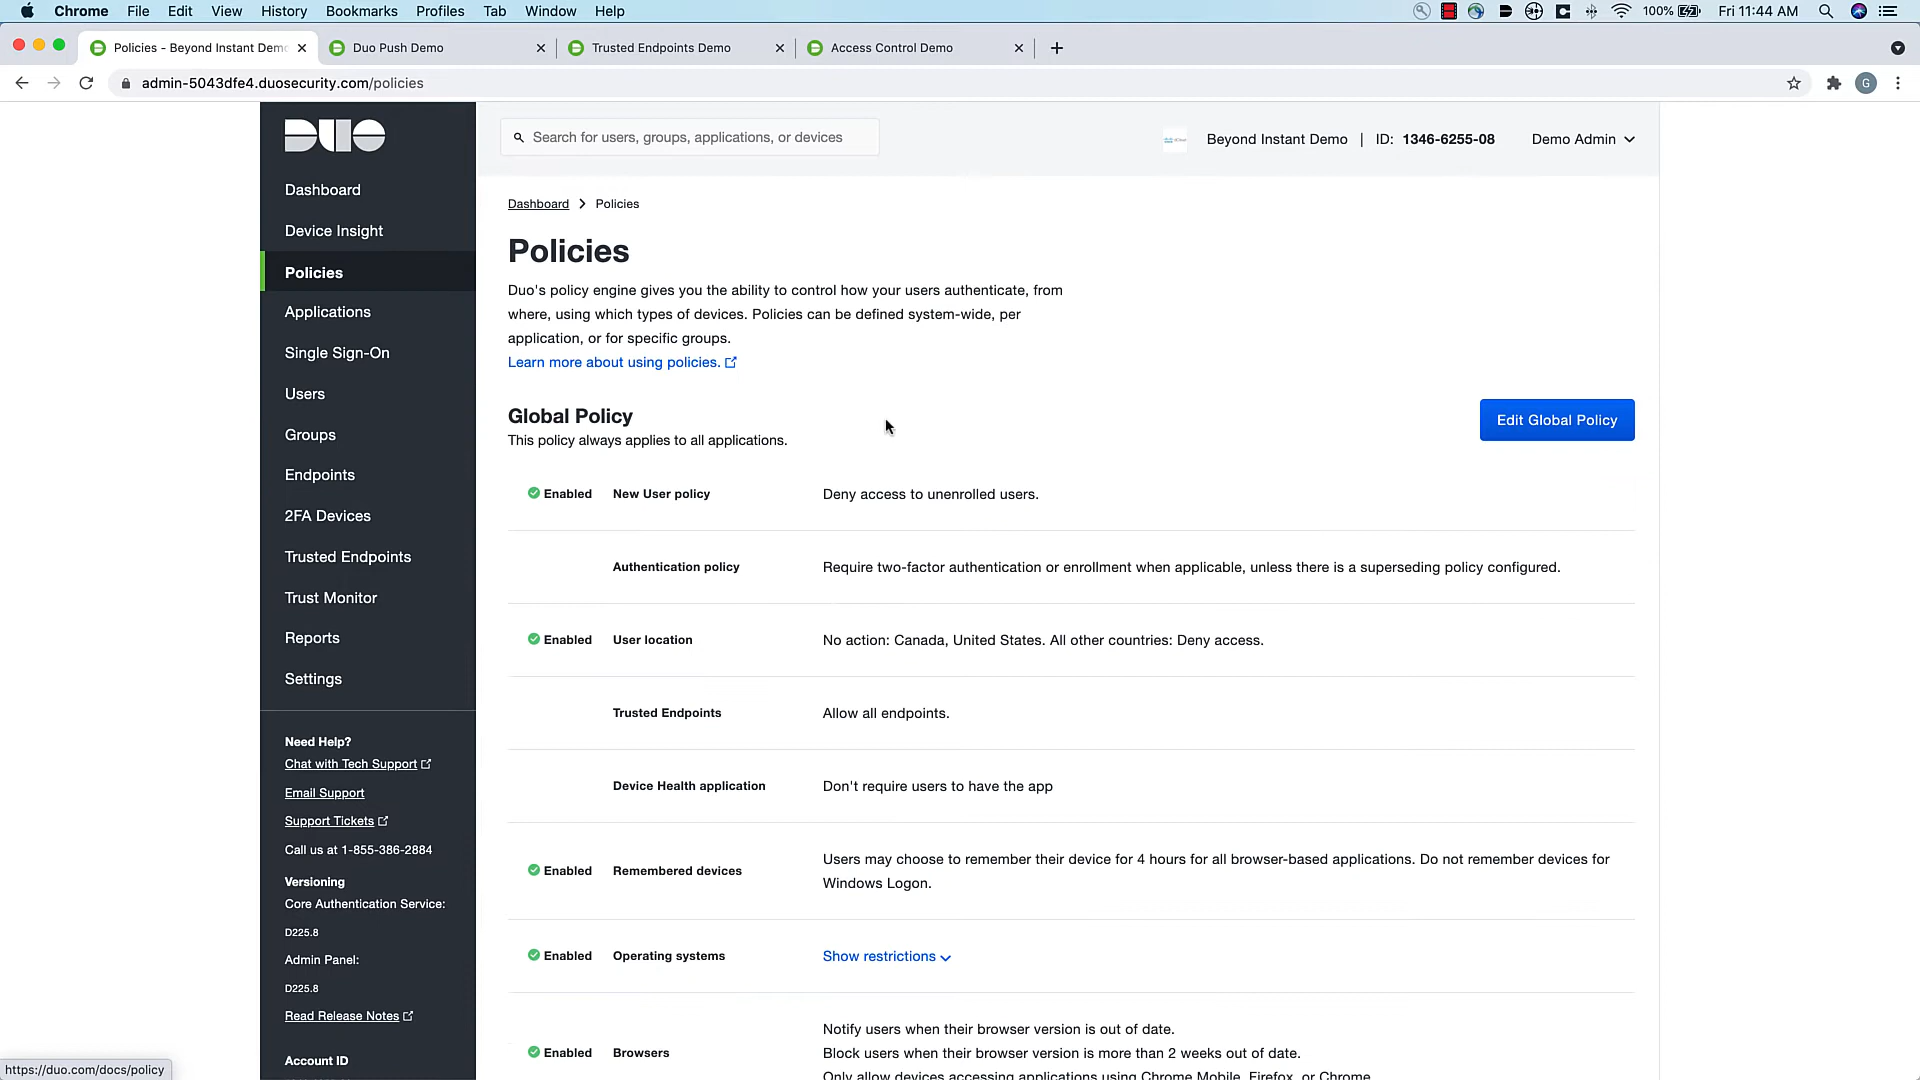 Chrome File Edit View History Bookmarks Profiles Tab Window Help 100% Fri 11:44 AM
Policies - Beyond Instant Demo Duo Push Demo Trusted Endpoints Demo Access Control Demo
admin-5043dfe4.duosecurity.com/policies G
DUO
Search for users, groups, applications, or devices
Beyond Instant Demo | ID: 1346-6255-08 Demo Admin
Dashboard
Device Insight
Policies
Applications
Single Sign-On
Users
Groups
Endpoints
2FA Devices
Trusted Endpoints
Trust Monitor
Reports
Settings
Need Help?
Chat with Tech Support
Email Support
Support Tickets
Call us at 1-855-386-2884
Versioning
Core Authentication Service:
D225.8
Admin Panel:
D225.8
Read Release Notes
Account ID
Dashboard > Policies
Policies
Duo's policy engine gives you the ability to control how your users authenticate, from
where, using which types of devices. Policies can be defined system-wide, per
application, or for specific groups.
Learn more about using policies.
Global Policy
This policy always applies to all applications.
Edit Global Policy
Enabled New User policy Deny access to unenrolled users.
Authentication policy Require two-factor authentication or enrollment when applicable, unless there is a superseding policy configured.
Enabled User location No action: Canada, United States. All other countries: Deny access.
Trusted Endpoints Allow all endpoints.
Device Health application Don't require users to have the app
Enabled Remembered devices Users may choose to remember their device for 4 hours for all browser-based applications. Do not remember devices for
Windows Logon.
Enabled Operating systems Show restrictions
Enabled Browsers Notify users when their browser version is out of date.
Block users when their browser version is more than 2 weeks out of date.
Only allow devices accessing applications using Chrome Mobile, Firefox, or Chrome
https://duo.com/docs/policy